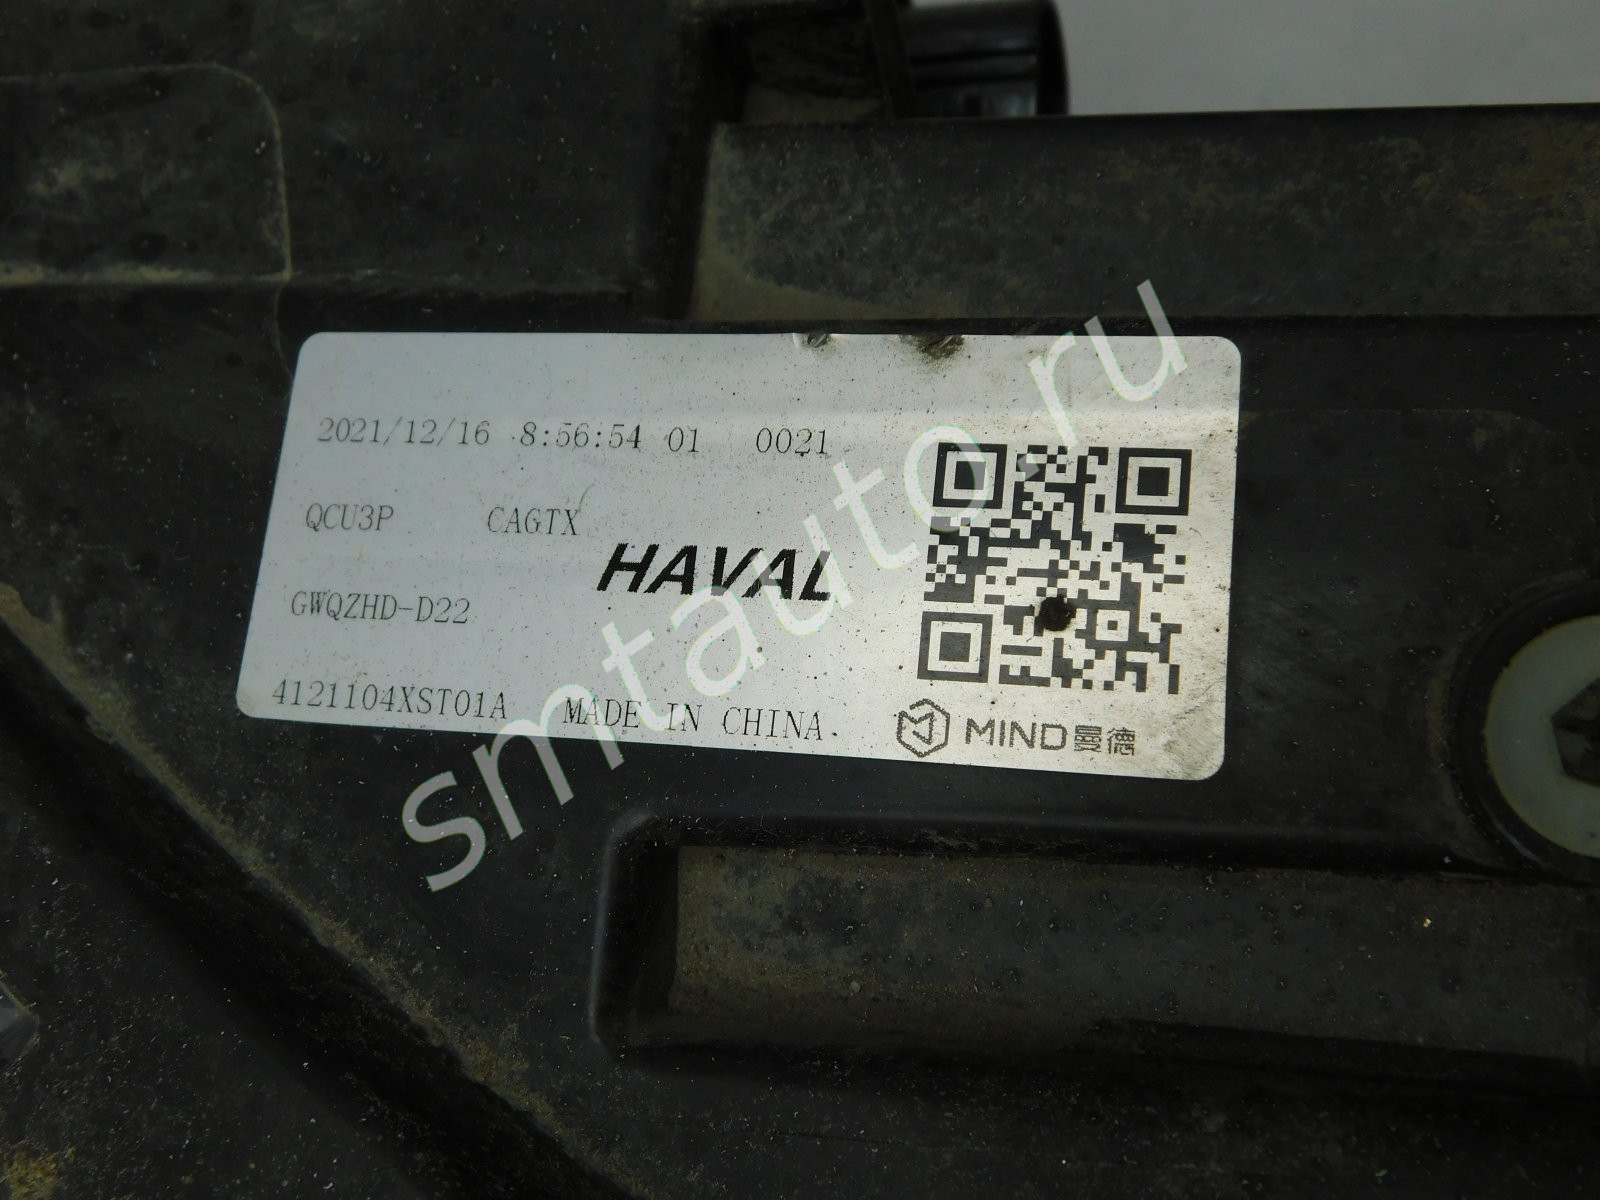 2021/12/16 8:56:54 01 0021
QCU3P CAGTX
HAVAL
GWQZHD-D22
4121104XST01A MADE IN CHINA
MIND曼德
smtauto.ru